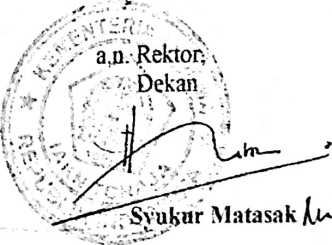 a.n. Rektor,
Dekan
Syukur Matasak